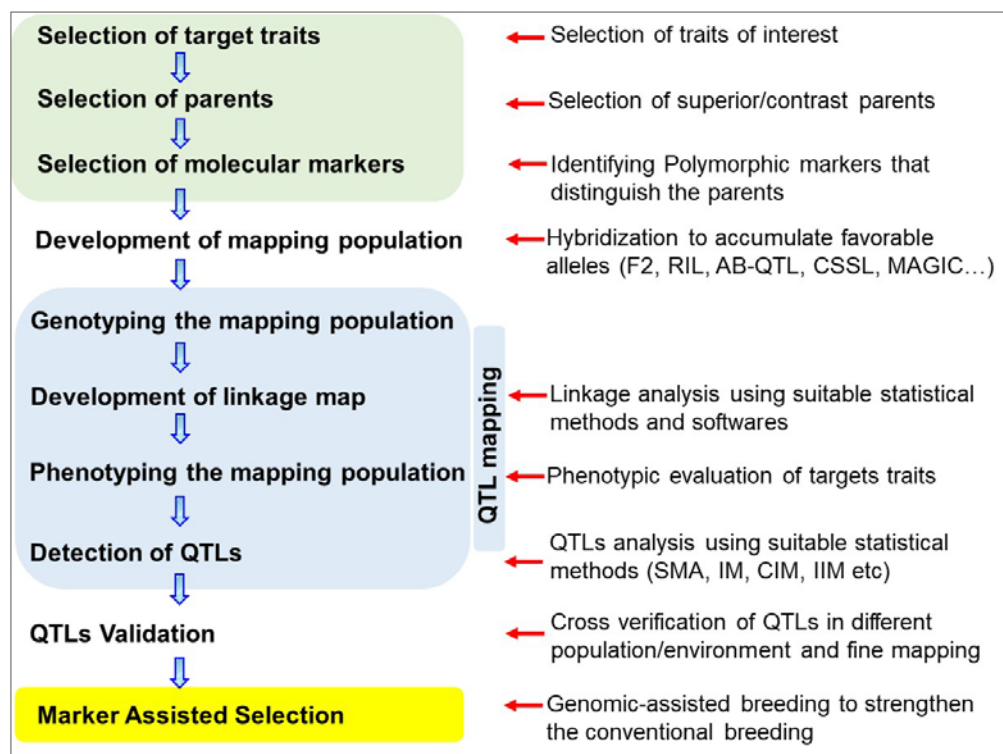 Selection of target traits
Selection of traits of interest
Selection of parents
Selection of superior/contrast parents
Selection of molecular markers
Identifying Polymorphic markers that
distinguish the parents
Development of mapping population
Hybridization to accumulate favorable
alleles (F2, RIL, AB-QTL, CSSL, MAGIC…)
Genotyping the mapping population
QTL mapping
Development of linkage map
Linkage analysis using suitable statistical
methods and softwares
Phenotyping the mapping population
Phenotypic evaluation of targets traits
Detection of QTLs
QTLs analysis using suitable statistical
methods (SMA, IM, CIM, IIM etc)
QTLs Validation
Cross verification of QTLs in different
population/environment and fine mapping
Marker Assisted Selection
Genomic-assisted breeding to strengthen
the conventional breeding